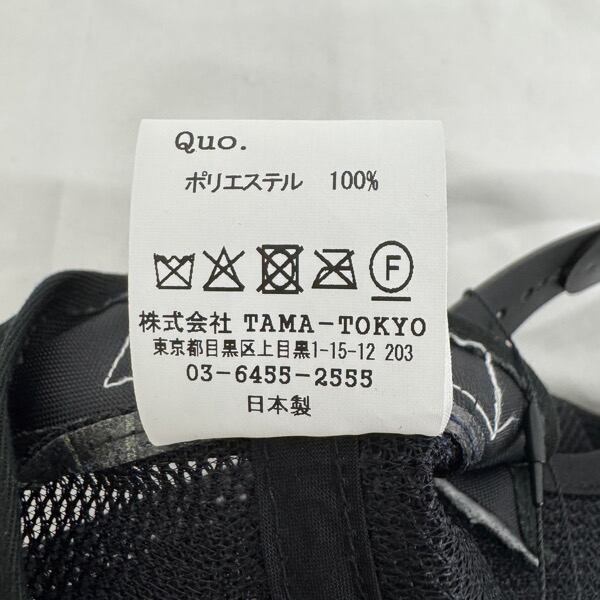 Quo.
ポリエステル 100%
F
株式会社 TAMA-TOKYO
東京都目黒区上目黒1-15-12 203
03-6455-2555
日本製